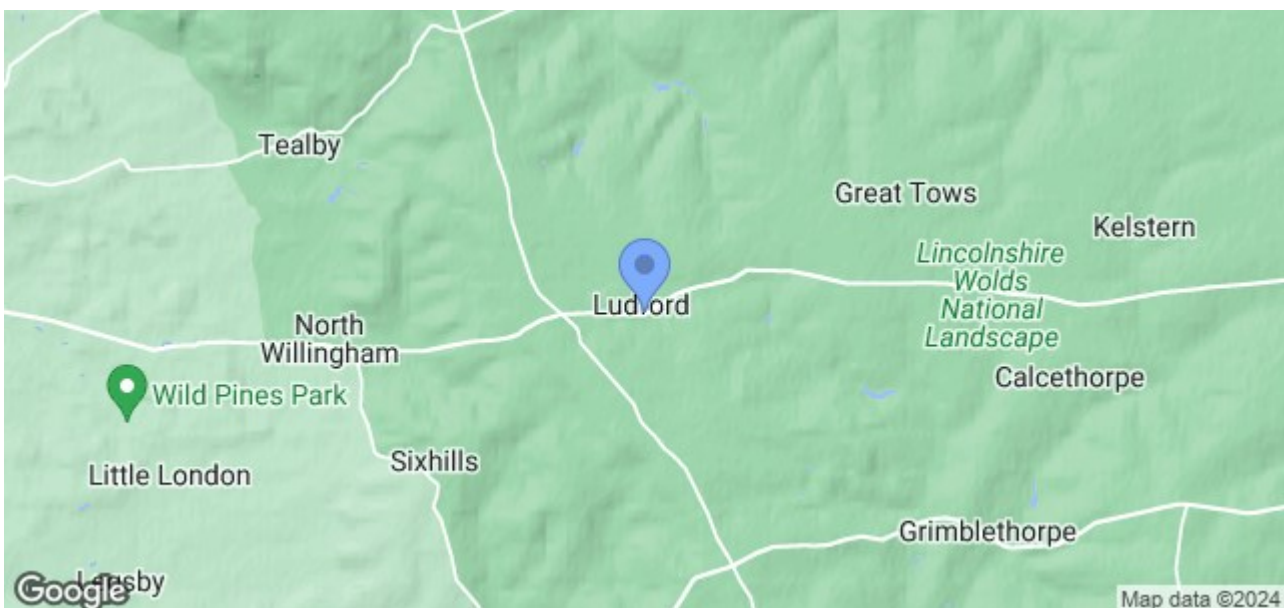 Tealby
Great Tows
Kelstern
Lincolnshire
Wolds
National
Landscape
Ludford
North
Willingham
Calcethorpe
Wild Pines Park
Sixhills
Little London
Grimblethorpe
Google
Map data ©2024